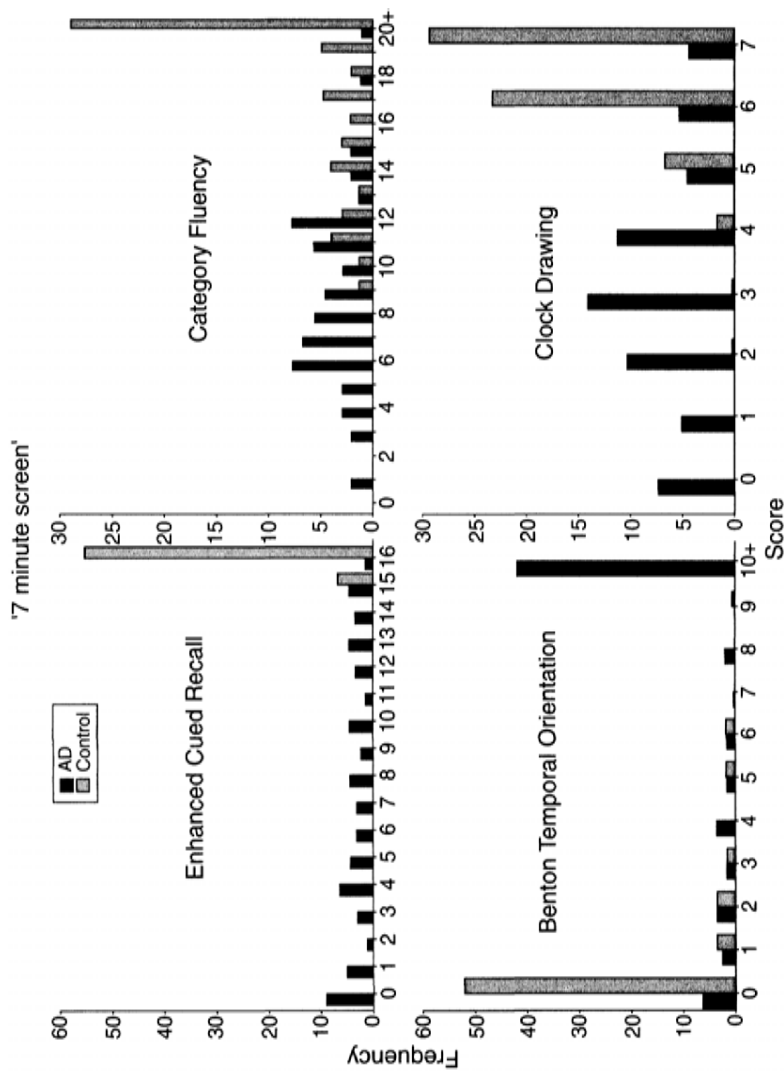 '7 minute screen'
AD
Control
Enhanced Cued Recall
60
50
40
30
20
10
0
0 1 2 3 4 5 6 7 8 9 10 11 12 13 14 15 16
Category Fluency
30
25
20
15
10
5
0
0 2 4 6 8 10 12 14 16 18 20+
Frequency
Benton Temporal Orientation
60
50
40
30
20
10
0
0 1 2 3 4 5 6 7 8 9 10+
Clock Drawing
30
25
20
15
10
5
0
0 1 2 3 4 5 6 7
Score